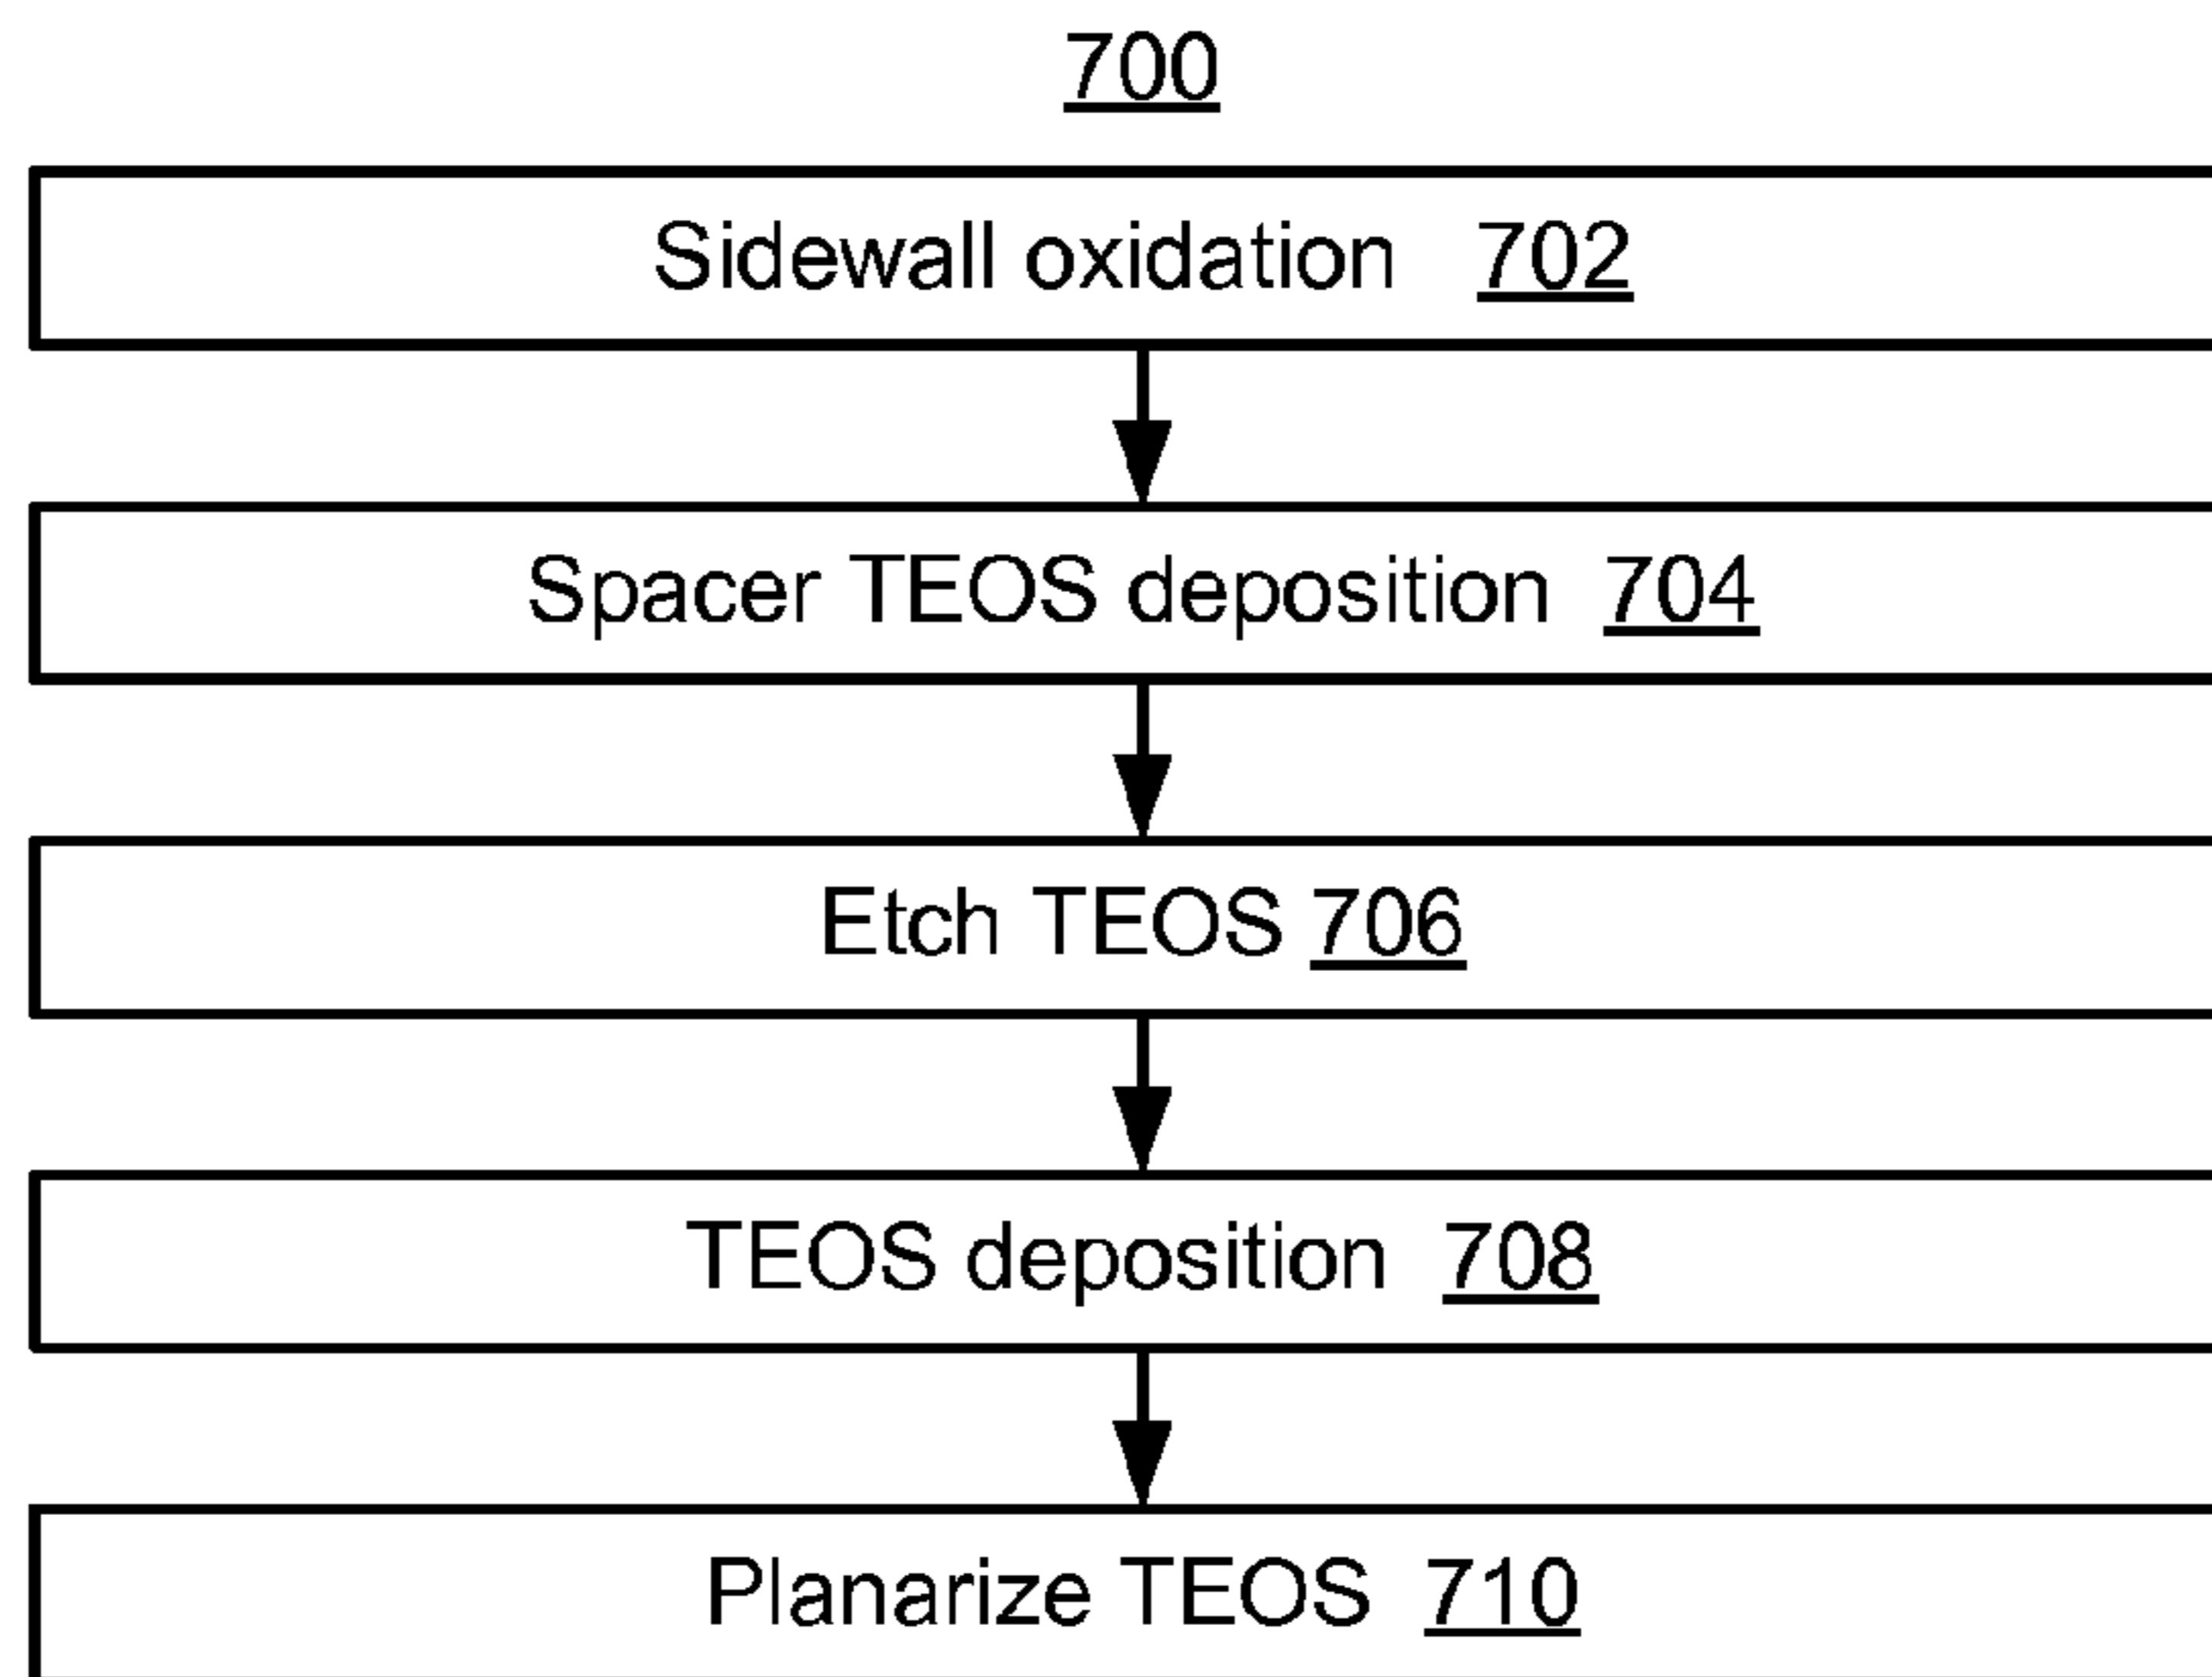 700
Sidewall oxidation 702
Spacer TEOS deposition 704
Etch TEOS 706
TEOS deposition 708
Planarize TEOS 710